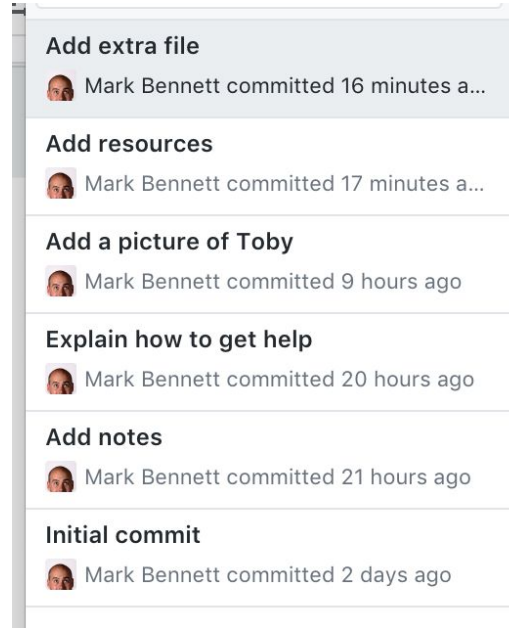 Add extra file
Mark Bennett committed 16 minutes a...
Add resources
Mark Bennett committed 17 minutes a...
Add a picture of Toby
Mark Bennett committed 9 hours ago
Explain how to get help
Mark Bennett committed 20 hours ago
Add notes
Mark Bennett committed 21 hours ago
Initial commit
Mark Bennett committed 2 days ago